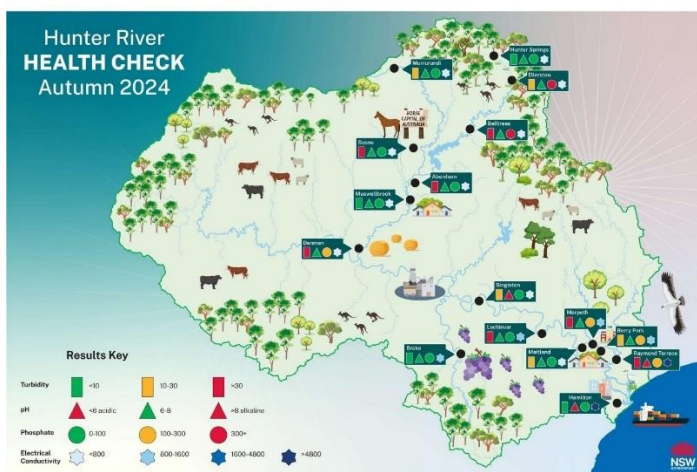 Hunter River
HEALTH CHECK
Autumn 2024
Murrurundi
Hunter Springs
Ellerston
HORSE
CAPITAL OF
AUSTRALIA
Belltrees
Scone
Aberdeen
Muswellbrook
Denman
Singleton
Morpeth
Lochinvar
Berry Park
Broke
Maitland
Raymond Terrace
Hamilton
Results Key
Turbidity <10 10-30 >30
pH <6 acidic 6-8 >8 alkaline
Phosphate 0-100 100-300 300+
Electrical
Conductivity <800 800-1600 1600-4800 >4800
NSW